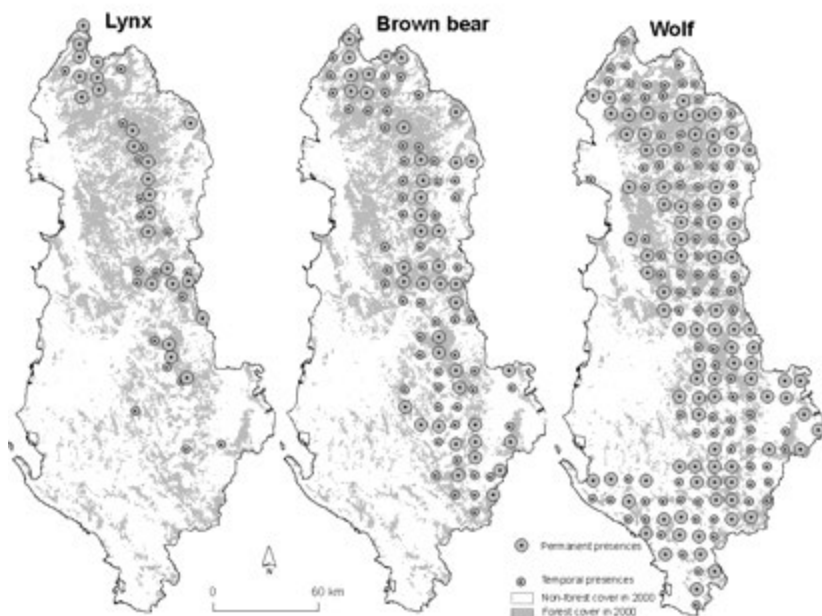 Lynx
Brown bear
Wolf
Permanent presences
Temporal presences
Non-forest cover in 2000
Forest cover in 2000
N
0 60 km